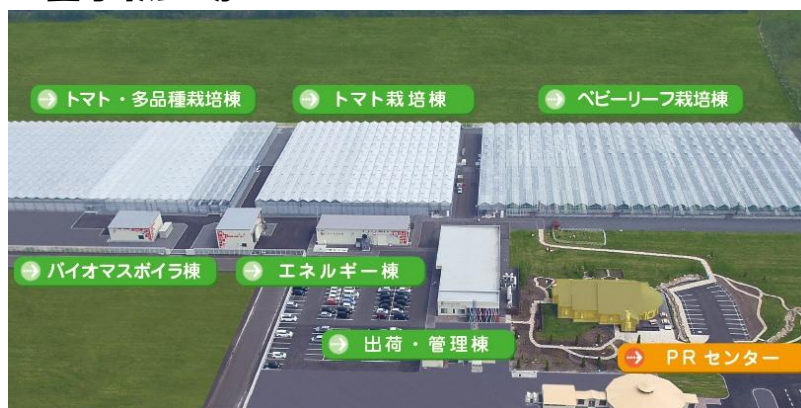 トマト・多品種栽培棟
トマト栽培棟
ベビーリーフ栽培棟
バイオマスボイラ棟
エネルギー棟
出荷・管理棟
PRセンター